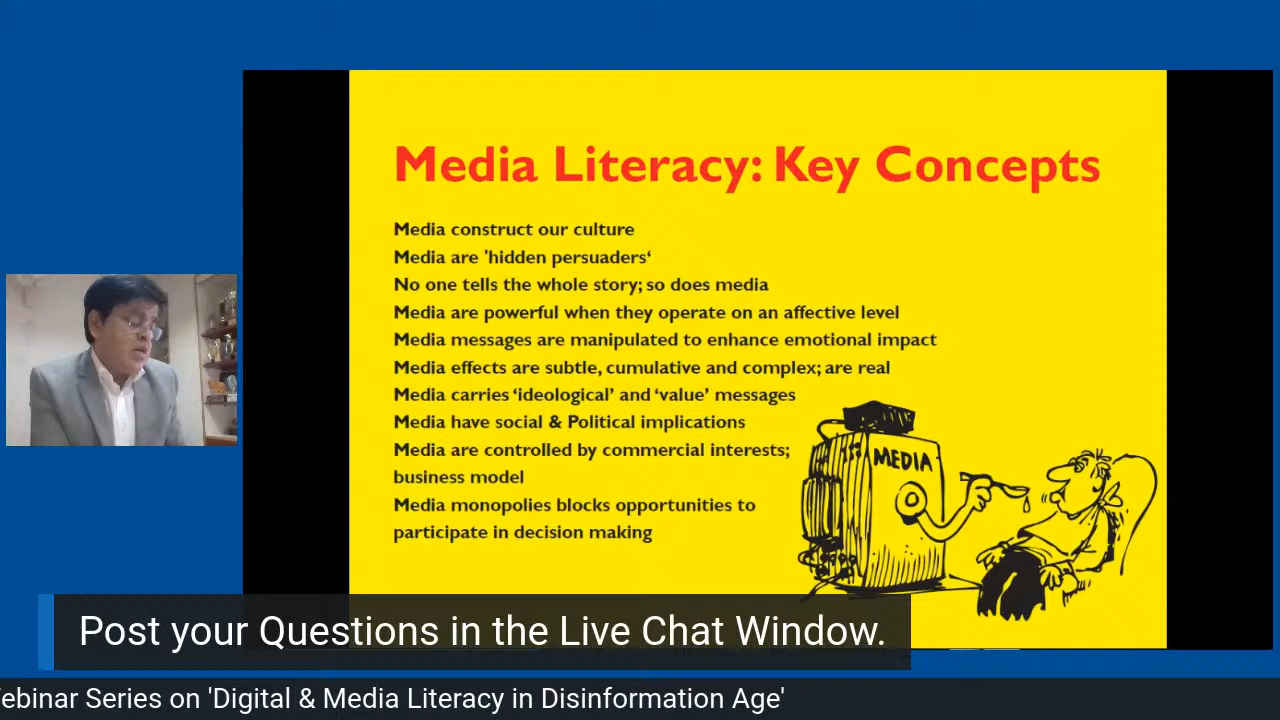 Media Literacy: Key Concepts
Media construct our culture
Media are 'hidden persuaders‘
No one tells the whole story; so does media
Media are powerful when they operate on an affective level
Media messages are manipulated to enhance emotional impact
Media effects are subtle, cumulative and complex; are real
Media carries ‘ideological’ and ‘value’ messages
Media have social & Political implications
Media are controlled by commercial interests;
business model
Media monopolies blocks opportunities to
participate in decision making
MEDIA
Post your Questions in the Live Chat Window.
ebinar Series on 'Digital & Media Literacy in Disinformation Age'